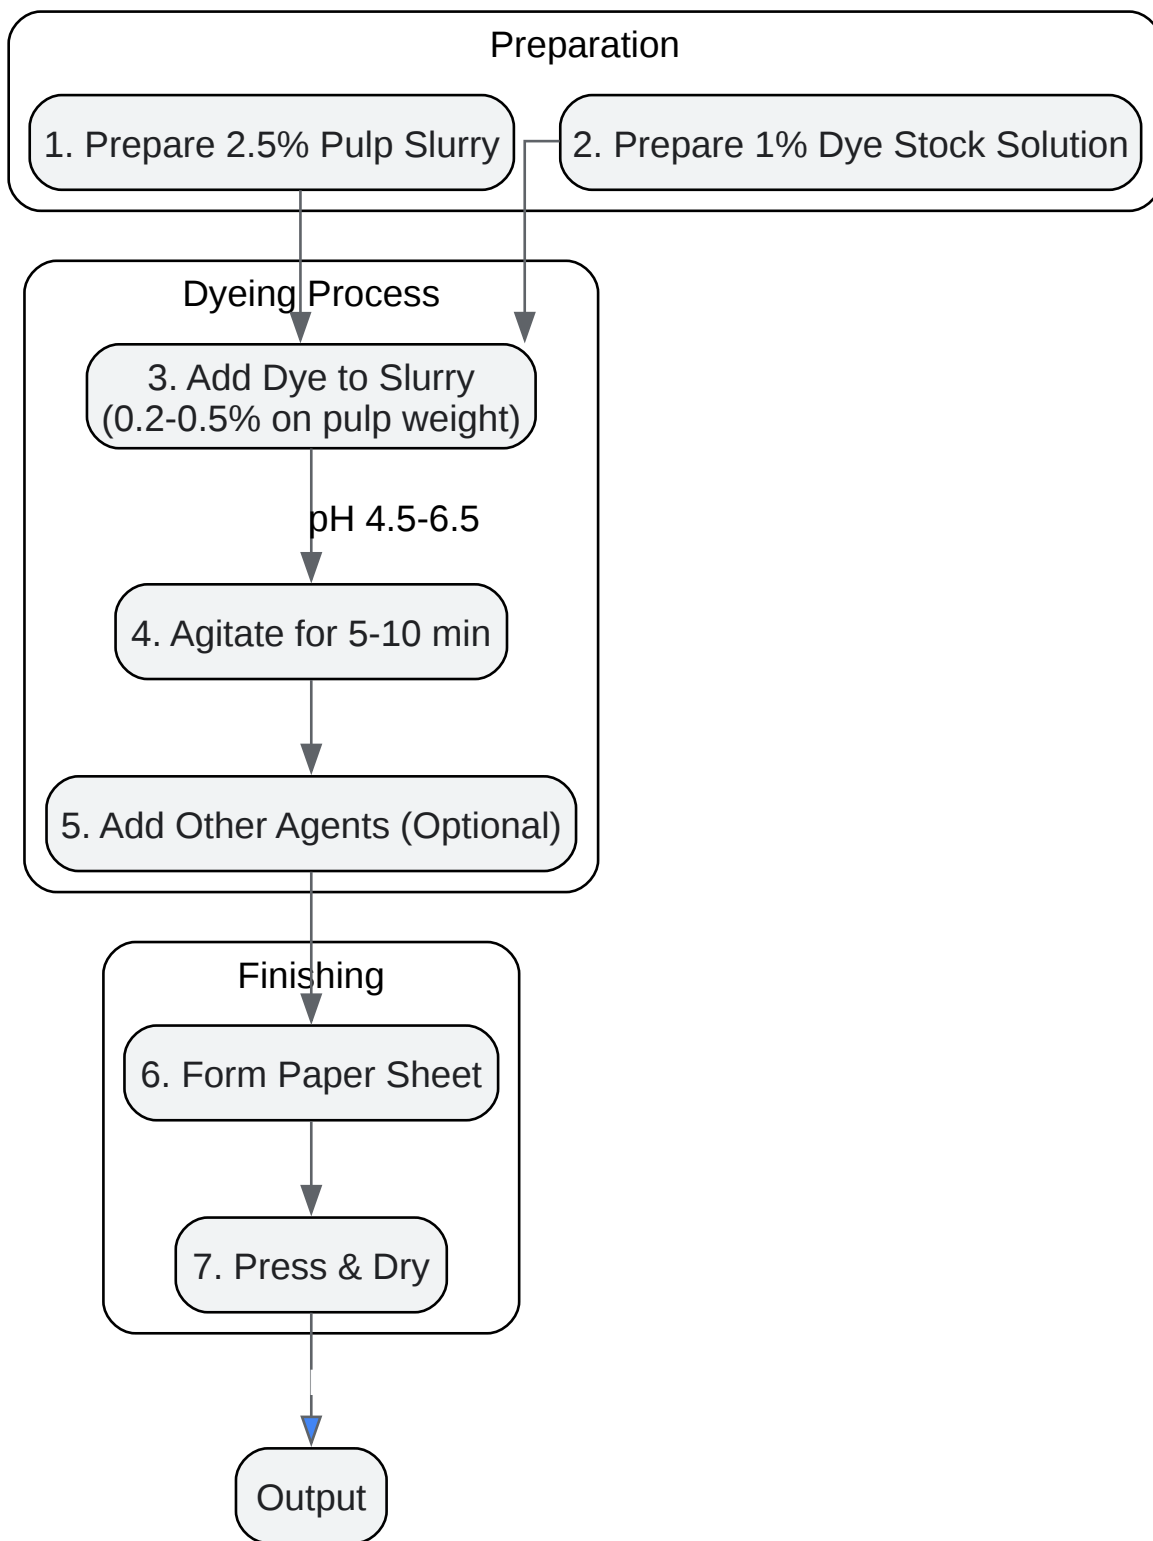 Preparation
1. Prepare 2.5% Pulp Slurry
2. Prepare 1% Dye Stock Solution
Dyeing Process
3. Add Dye to Slurry
(0.2-0.5% on pulp weight)
pH 4.5-6.5
4. Agitate for 5-10 min
5. Add Other Agents (Optional)
Finishing
6. Form Paper Sheet
7. Press & Dry
Output